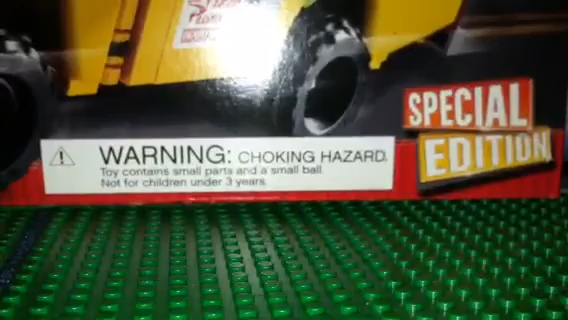 SPECIAL
EDITION
WARNING: CHOKING HAZARD.
Toy contains small parts and a small ball.
Not for children under 3 years.